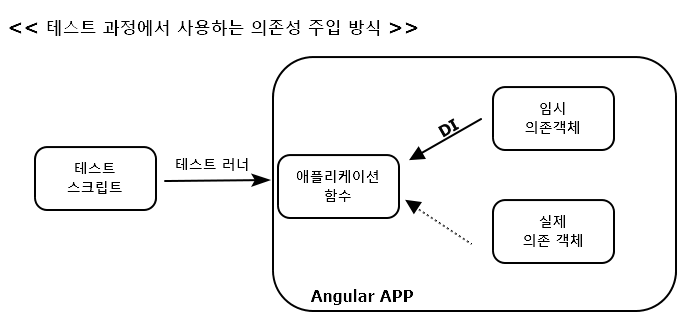 << 테스트 과정에서 사용하는 의존성 주입 방식 >>
테스트
스크립트
테스트 러너
애플리케이션
함수
DI
임시
의존객체
실제
의존 객체
Angular APP